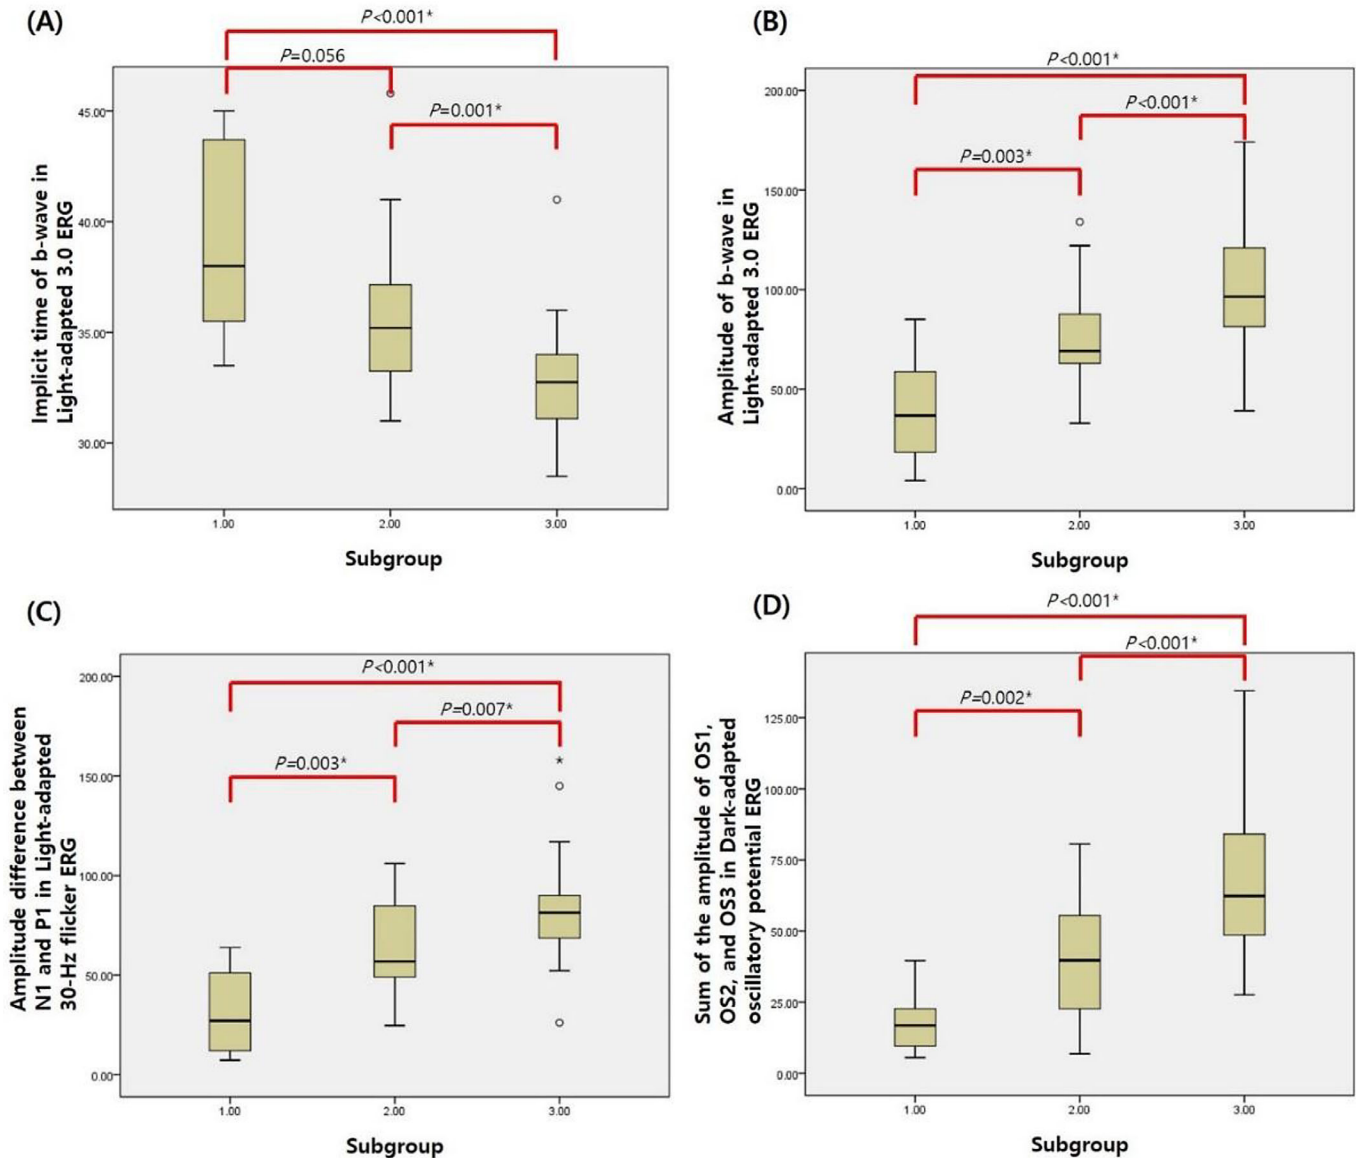 (A)
P<0.001*
P=0.056
P=0.001*
45.00
40.00
35.00
30.00
Implicit time of b-wave in
Light-adapted 3.0 ERG
1.00 2.00 3.00
Subgroup
(B)
P<0.001*
P<0.001*
P=0.003*
200.00
150.00
100.00
50.00
0.00
Amplitude of b-wave in
Light-adapted 3.0 ERG
1.00 2.00 3.00
Subgroup
(C)
P<0.001*
P=0.007*
P=0.003*
*
200.00
150.00
100.00
50.00
0.00
Amplitude difference between
N1 and P1 in Light-adapted
30-Hz flicker ERG
1.00 2.00 3.00
Subgroup
(D)
P<0.001*
P<0.001*
P=0.002*
125.00
100.00
75.00
50.00
25.00
0.00
Sum of the amplitude of OS1,
OS2, and OS3 in Dark-adapted
oscillatory potential ERG
1.00 2.00 3.00
Subgroup